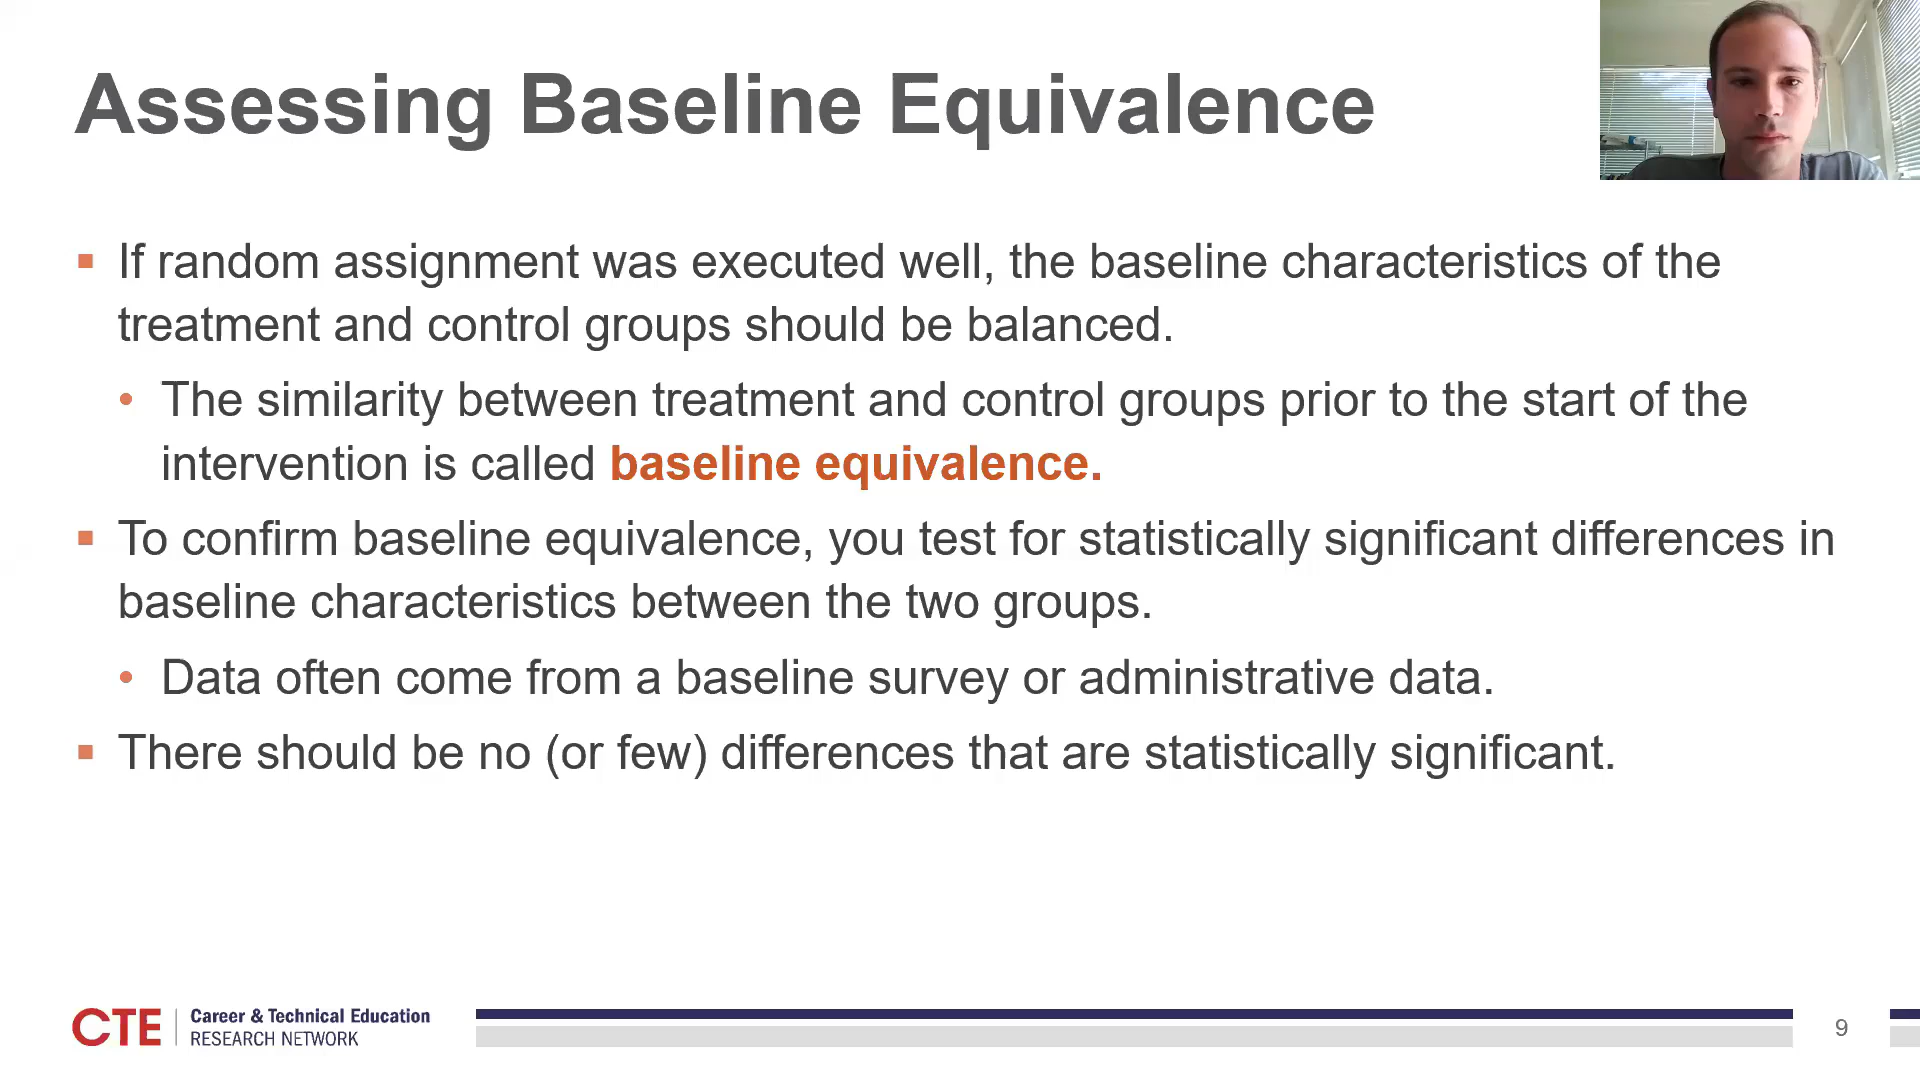 Assessing Baseline Equivalence
▪ If random assignment was executed well, the baseline characteristics of the
treatment and control groups should be balanced.
• The similarity between treatment and control groups prior to the start of the
intervention is called baseline equivalence.
▪ To confirm baseline equivalence, you test for statistically significant differences in
baseline characteristics between the two groups.
• Data often come from a baseline survey or administrative data.
▪ There should be no (or few) differences that are statistically significant.
CTE | Career & Technical Education
RESEARCH NETWORK
9